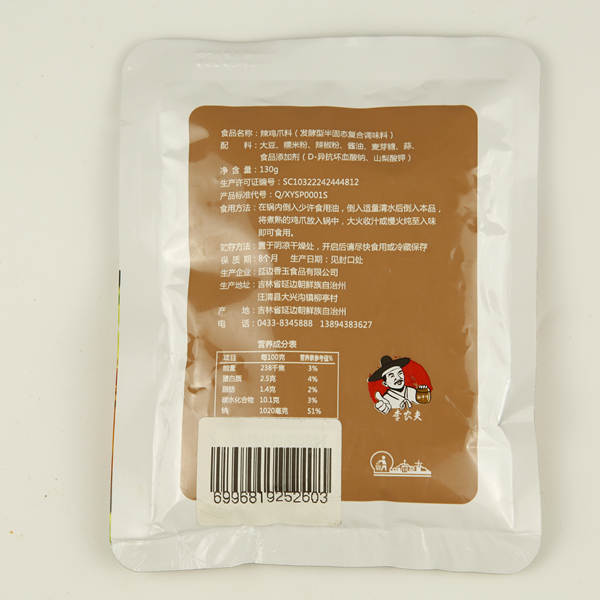 食品名称：辣鸡爪料（发酵型半固态复合调味料）
配 料：大豆、糯米粉、辣椒粉、酱油、麦芽糖、蒜、
食品添加剂（D-异抗坏血酸钠、山梨酸钾）
净 含 量：130g
生产许可证编号：SC10322242444812
产品标准代号：Q/XYSP0001S
食用方法：在锅内倒入少许食用油，倒入适量清水后倒入本品，
将煮熟的鸡爪放入锅中，大火收汁或慢火炖至入味
即可食用。
贮存方法：置于阴凉干燥处，开启后请尽快食用或冷藏保存
保 质 期：8个月 生产日期：见封口处
生产企业：延边香玉食品有限公司
生产地址：吉林省延边朝鲜族自治州
汪清县大兴沟镇柳亭村
产 地：吉林省延边朝鲜族自治州
电 话：0433-8345888 13894383627
营养成分表
项目 每100克 营养素参考值%
能量 238千焦 3%
蛋白质 2.5克 4%
脂肪 1.4克 2%
碳水化合物 10.1克 3%
钠 1020毫克 51%
李农夫
6996819252603